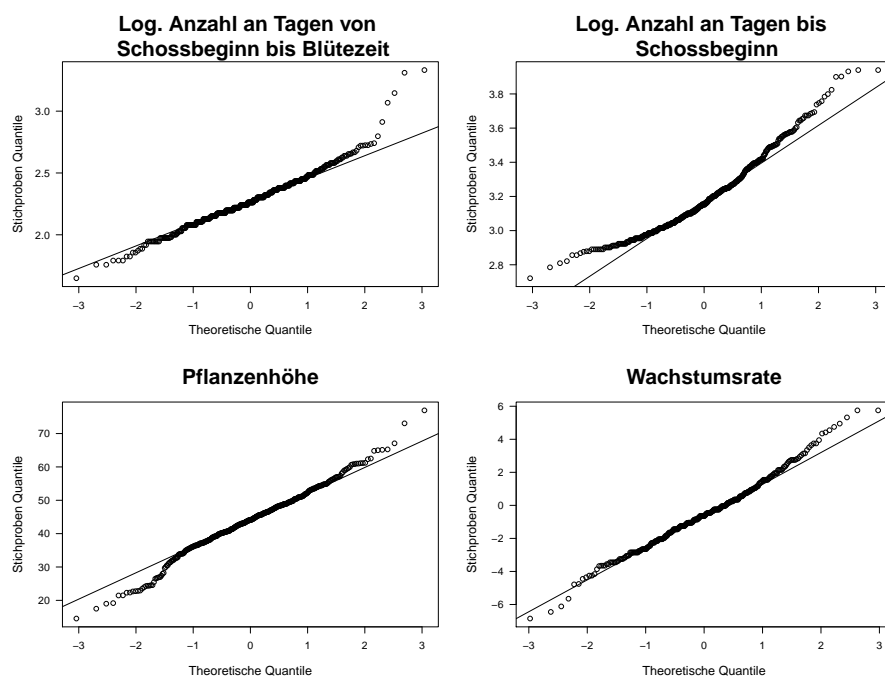 Log. Anzahl an Tagen von
Schossbeginn bis Blütezeit
Stichproben Quantile
3.0
2.5
2.0
−3 −2 −1 0 1 2 3
Theoretische Quantile
Log. Anzahl an Tagen bis
Schossbeginn
Stichproben Quantile
3.8
3.6
3.4
3.2
3.0
2.8
−3 −2 −1 0 1 2 3
Theoretische Quantile
Pflanzenhöhe
Stichproben Quantile
70
60
50
40
30
20
−3 −2 −1 0 1 2 3
Theoretische Quantile
Wachstumsrate
Stichproben Quantile
6
4
2
0
−2
−4
−6
−3 −2 −1 0 1 2 3
Theoretische Quantile